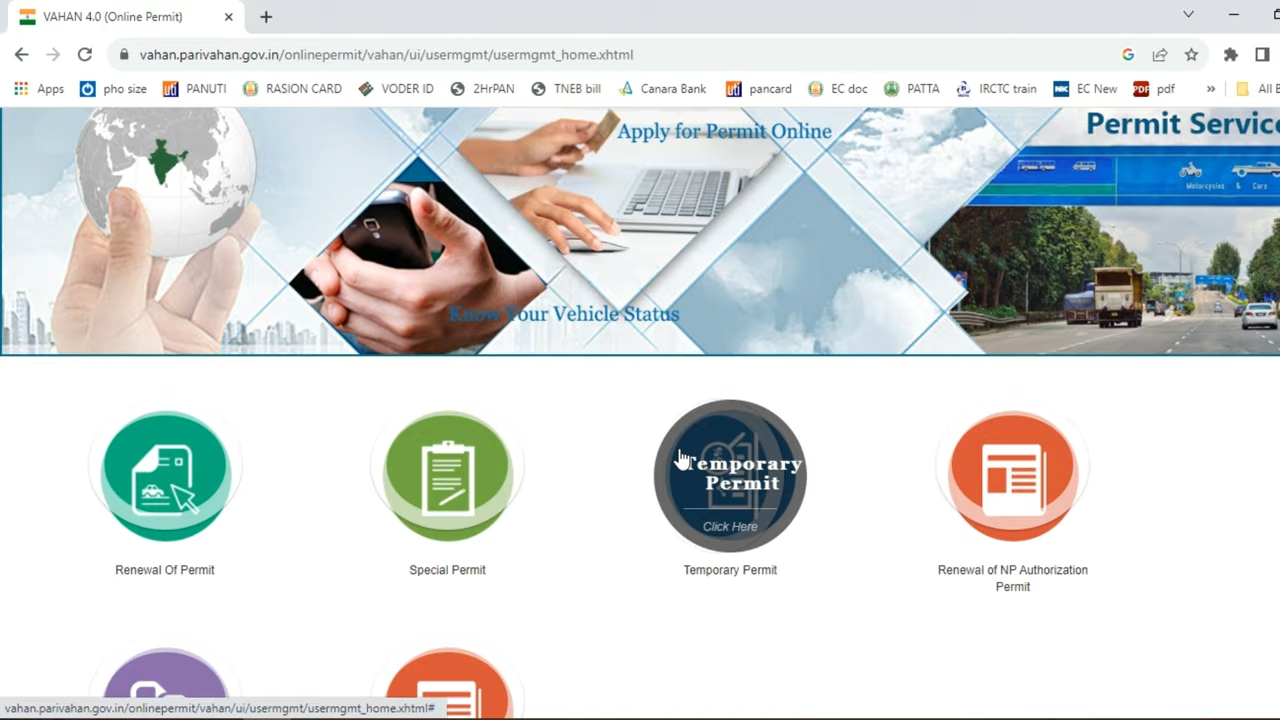 VAHAN 4.0 (Online Permit)
vahan.parivahan.gov.in/onlinepermit/vahan/ui/usermgmt/usermgmt_home.xhtml
Apps pho size PANUTI RASION CARD VODER ID 2HrPAN TNEB bill Canara Bank pancard EC doc PATTA IRCTC train EC New pdf » All B
Apply for Permit Online
Permit Service
Motorcycles & Cars
Know Your Vehicle Status
Temporary
Permit
Click Here
Renewal Of Permit
Special Permit
Temporary Permit
Renewal of NP Authorization
Permit
vahan.parivahan.gov.in/onlinepermit/vahan/ui/usermgmt/usermgmt_home.xhtml#